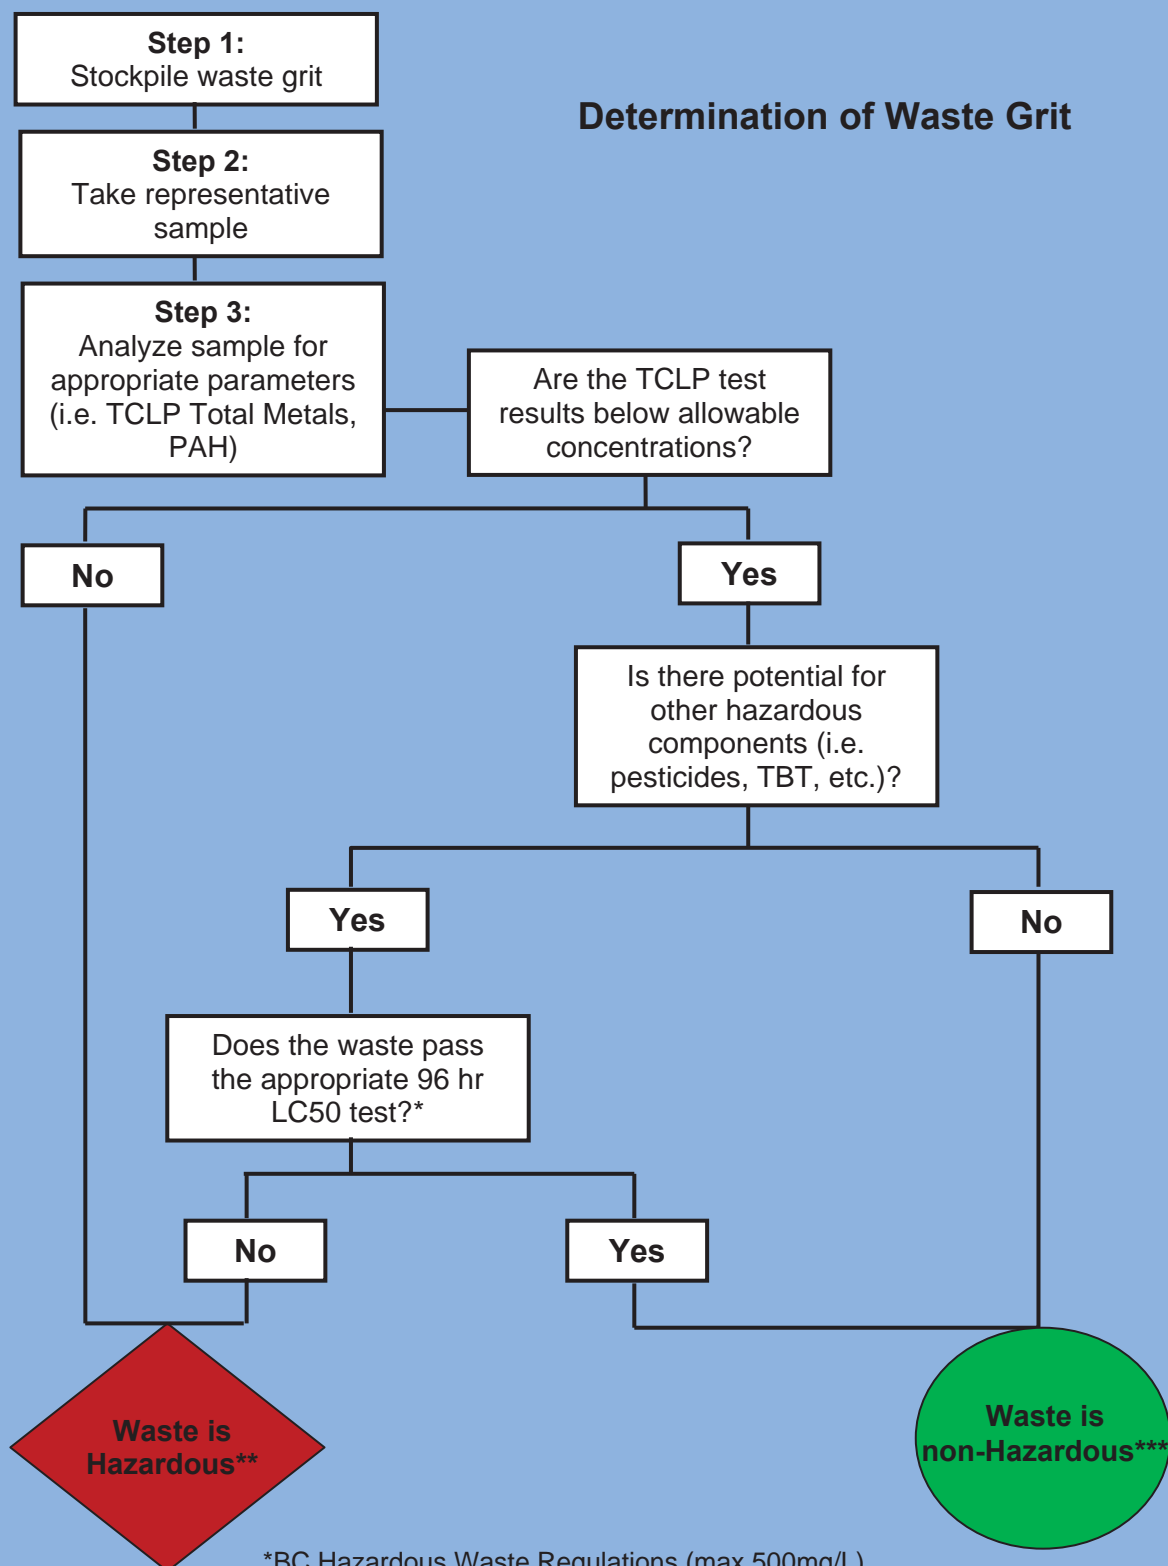 Step 1:
Stockpile waste grit
Determination of Waste Grit
Step 2:
Take representative
sample
Step 3:
Analyze sample for
appropriate parameters
(i.e. TCLP Total Metals,
PAH)
Are the TCLP test
results below allowable
concentrations?
No
Yes
Is there potential for
other hazardous
components (i.e.
pesticides, TBT, etc.)?
Yes
No
Does the waste pass
the appropriate 96 hr
LC50 test?*
No
Yes
Waste is
Hazardous**
Waste is
non-Hazardous***
*BC Hazardous Waste Regulations (max 500mg/L)